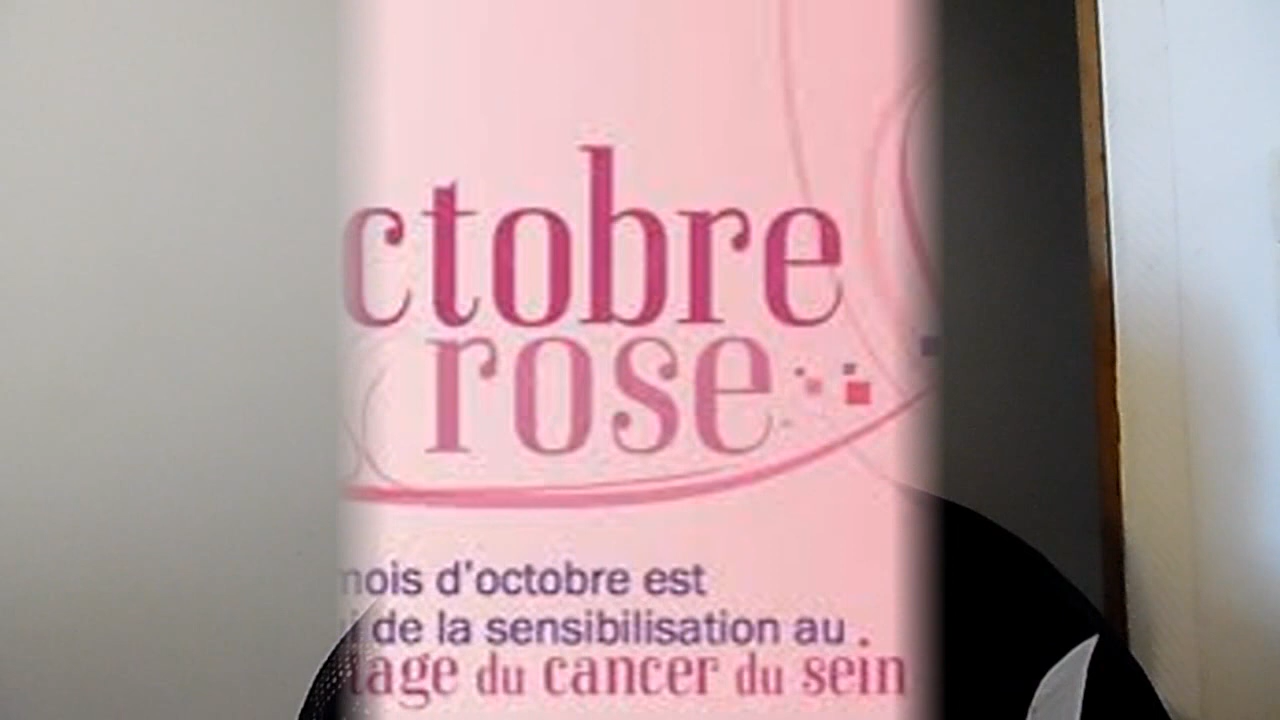 ctobre
rose
mois d'octobre est
i de la sensibilisation au
tage du cancer du sein